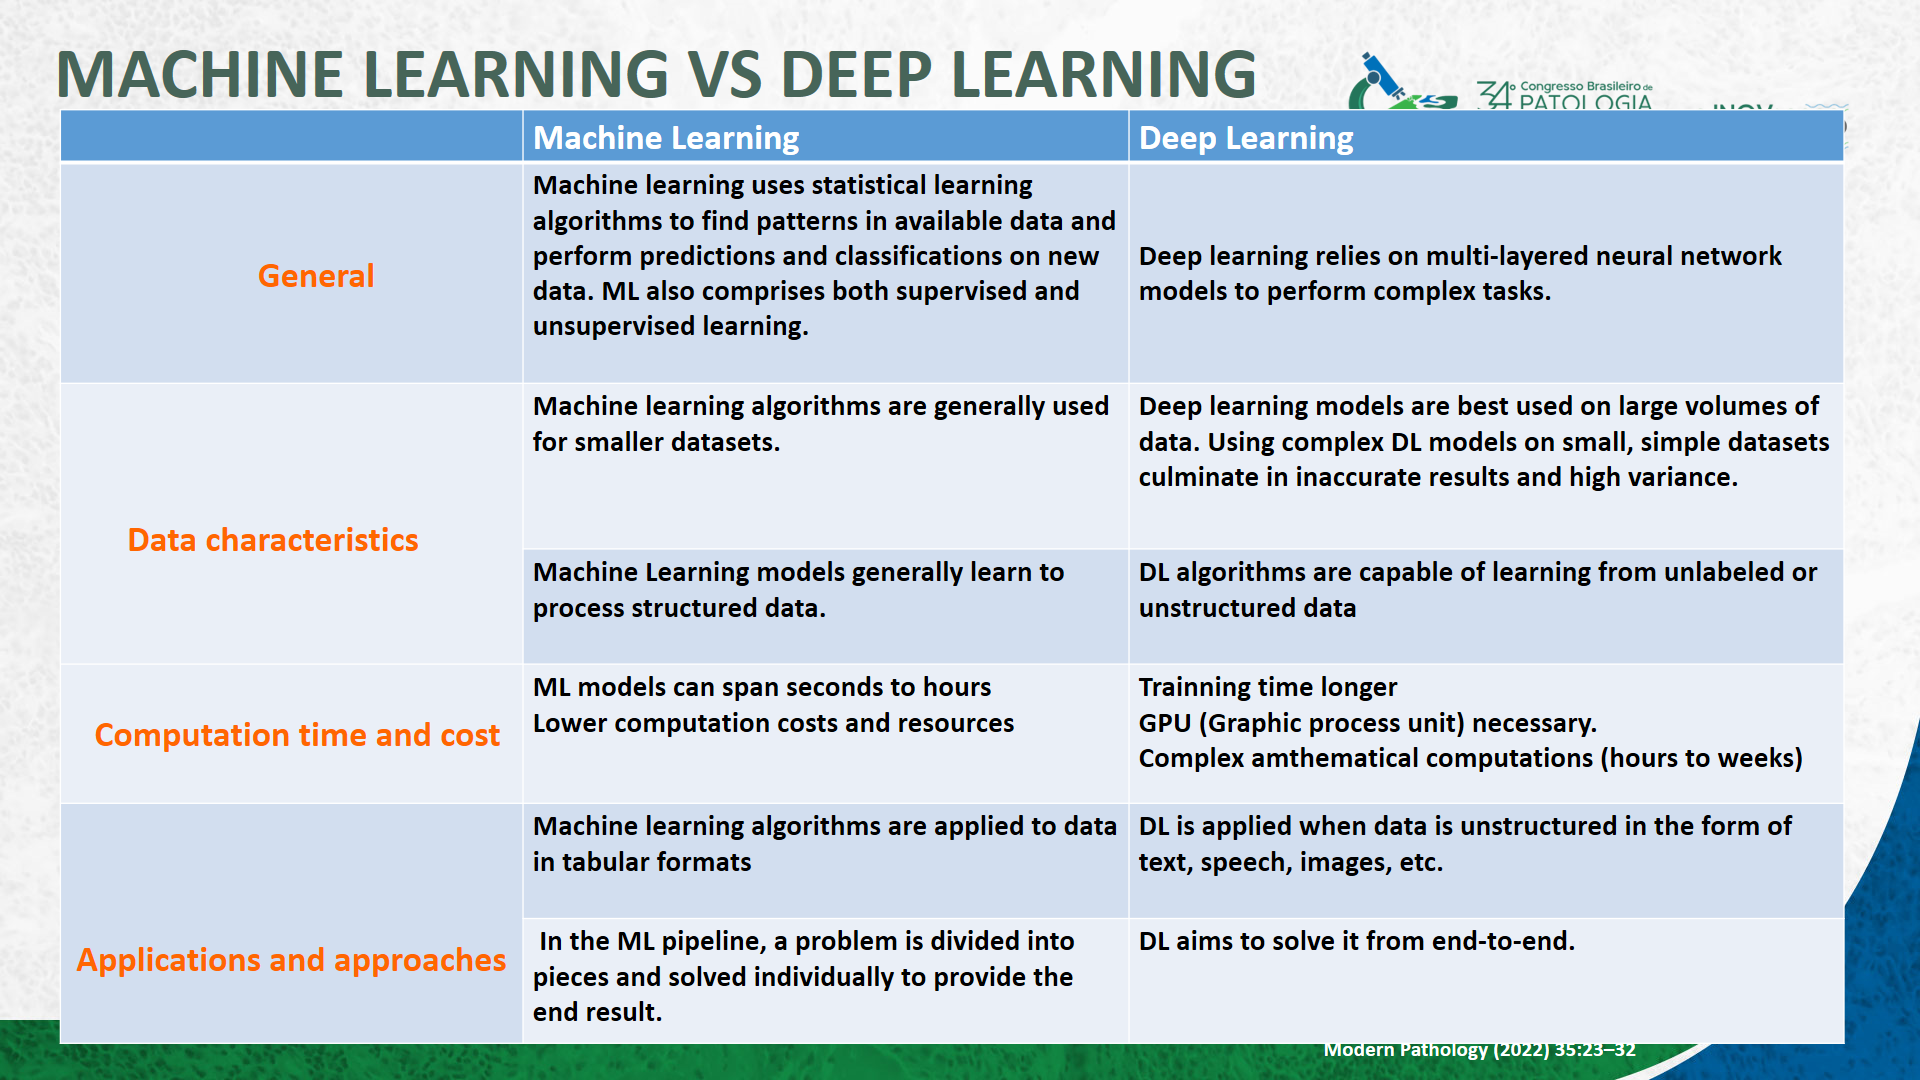 MACHINE LEARNING VS DEEP LEARNING
34º Congresso Brasileiro de
PATOLOGIA
Machine Learning
Deep Learning
General
Machine learning uses statistical learning
algorithms to find patterns in available data and
perform predictions and classifications on new
data. ML also comprises both supervised and
unsupervised learning.
Deep learning relies on multi-layered neural network
models to perform complex tasks.
Data characteristics
Machine learning algorithms are generally used
for smaller datasets.
Deep learning models are best used on large volumes of
data. Using complex DL models on small, simple datasets
culminate in inaccurate results and high variance.
Machine Learning models generally learn to
process structured data.
DL algorithms are capable of learning from unlabeled or
unstructured data
Computation time and cost
ML models can span seconds to hours
Lower computation costs and resources
Trainning time longer
GPU (Graphic process unit) necessary.
Complex amthematical computations (hours to weeks)
Applications and approaches
Machine learning algorithms are applied to data
in tabular formats
DL is applied when data is unstructured in the form of
text, speech, images, etc.
In the ML pipeline, a problem is divided into
pieces and solved individually to provide the
end result.
DL aims to solve it from end-to-end.
Modern Pathology (2022) 35:23–32